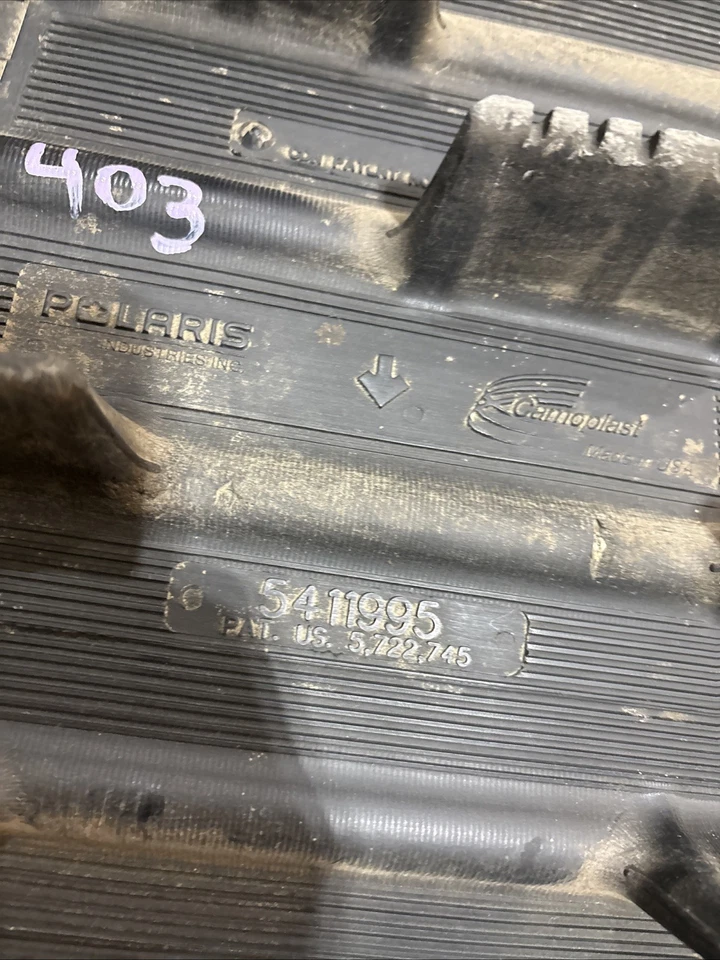 403
POLARIS
INDUSTRIES INC
Camoplast
MADE IN USA
5411995
PAT. US. 5,722,745